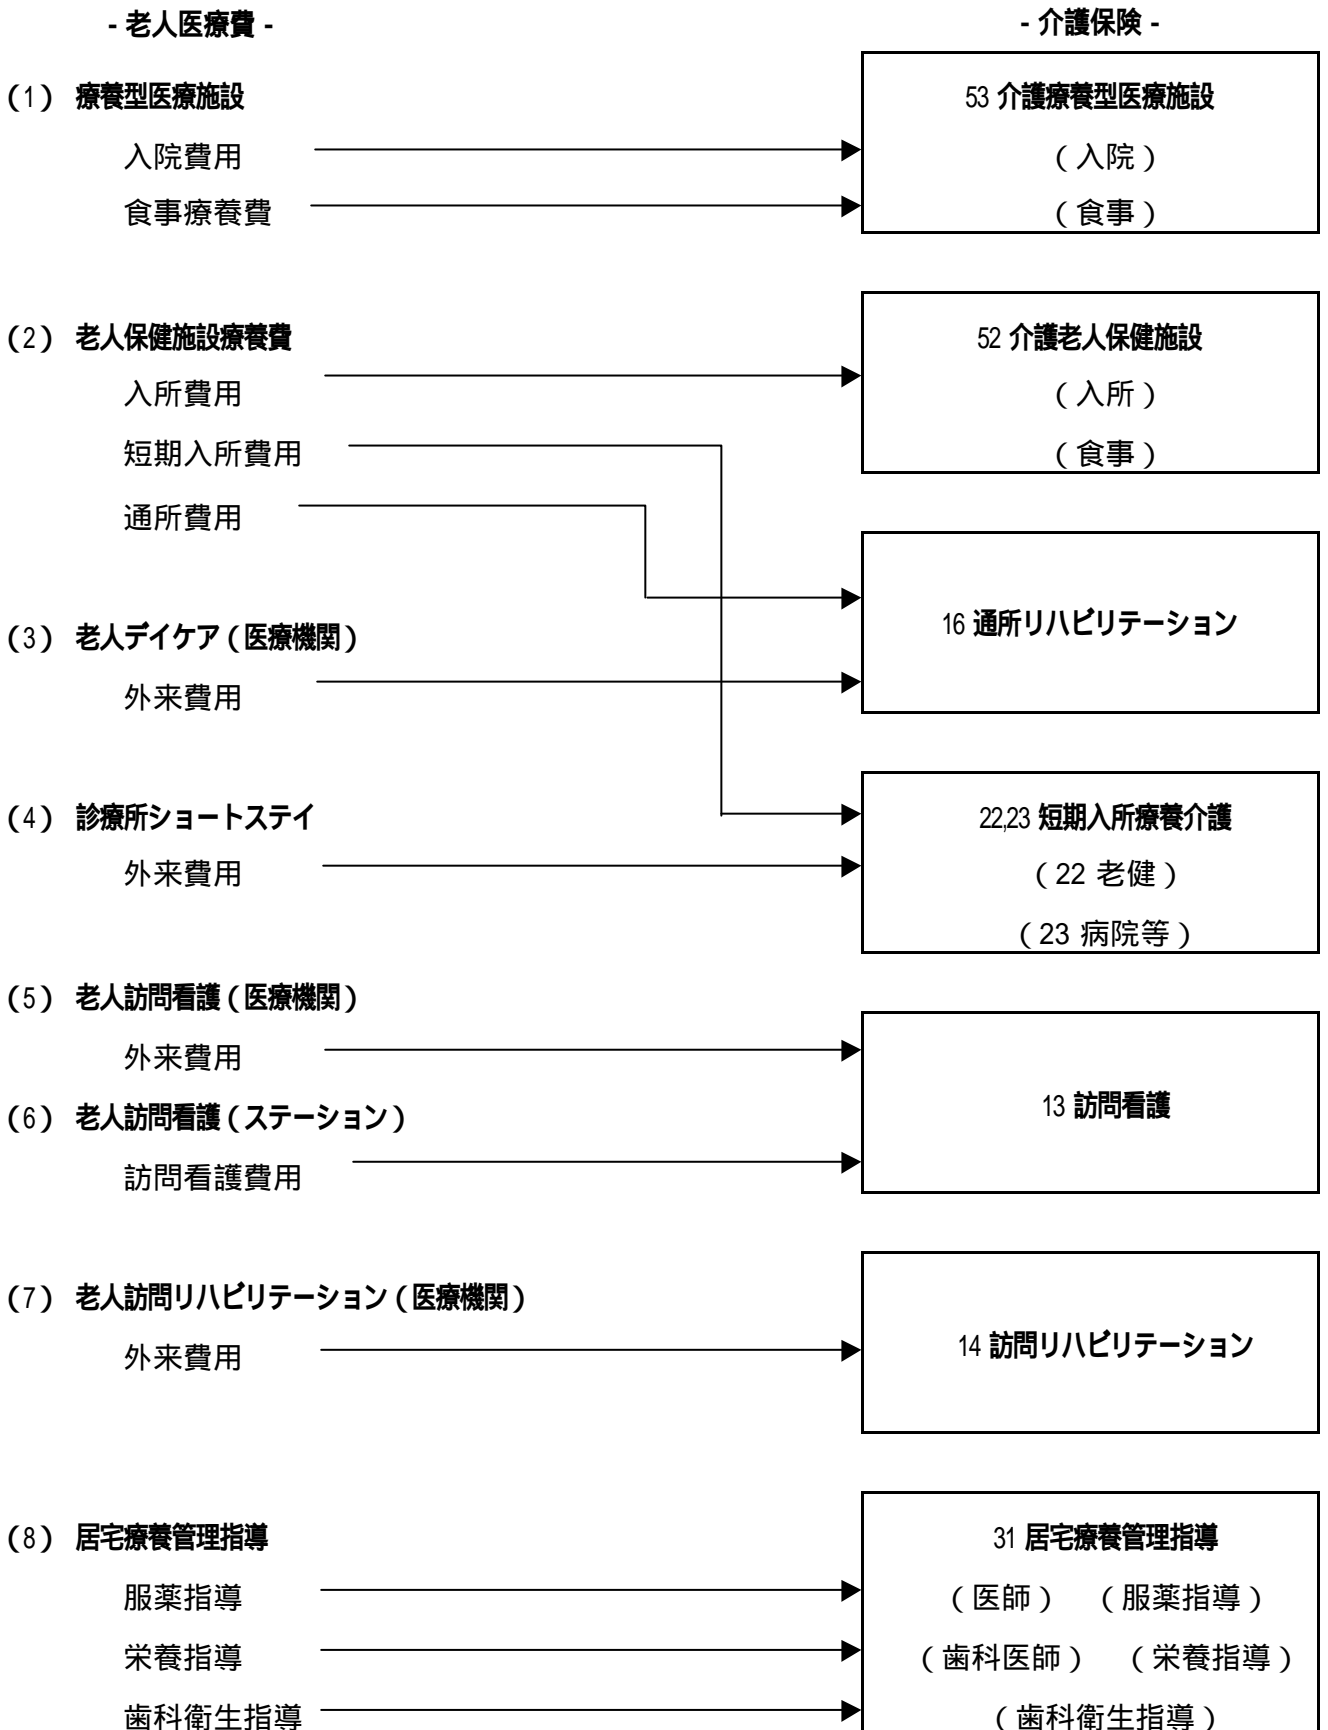 - 老人医療費 - - 介護保険 -
(1) 療養型医療施設 53 介護療養型医療施設
入院費用 (入院)
食事療養費 (食事)
(2) 老人保健施設療養費 52 介護老人保健施設
入所費用 (入所)
短期入所費用 (食事)
通所費用
(3) 老人デイケア(医療機関) 16 通所リハビリテーション
外来費用
(4) 診療所ショートステイ 22,23 短期入所療養介護
外来費用 (22 老健)
(23 病院等)
(5) 老人訪問看護(医療機関)
外来費用
(6) 老人訪問看護(ステーション) 13 訪問看護
訪問看護費用
(7) 老人訪問リハビリテーション(医療機関)
外来費用 14 訪問リハビリテーション
(8) 居宅療養管理指導 31 居宅療養管理指導
服薬指導 (医師) (服薬指導)
栄養指導 (歯科医師) (栄養指導)
歯科衛生指導 (歯科衛生指導)